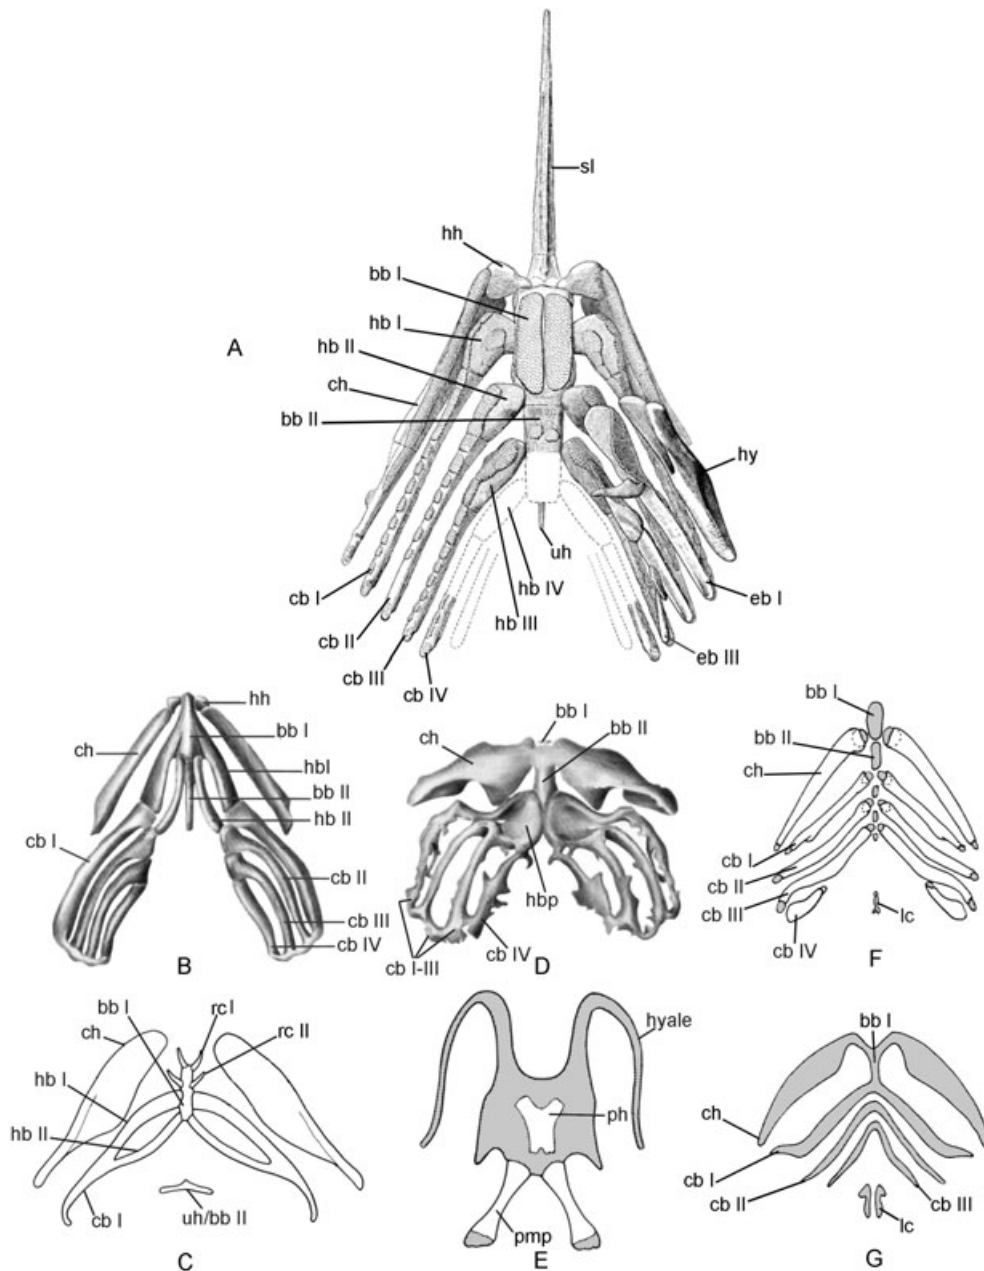 sl
hh
bb I
hb I
A
hb II
ch
bb II
hy
uh
hb IV
cb I
eb I
hb III
cb II
eb III
cb III
cb IV
hh
bb I
ch
hbI
bb II
hb II
cb I
cb II
cb III
cb IV
B
bb I
bb II
ch
hbp
cb IV
cb I-III
D
bb I
bb II
ch
cb I
cb II
cb III
lc
cb IV
F
bb I
rc I
ch
rc II
hb I
hb II
cb I
uh/bb II
C
hyale
ph
pmp
E
bb I
ch
cb I
cb II
cb III
lc
G